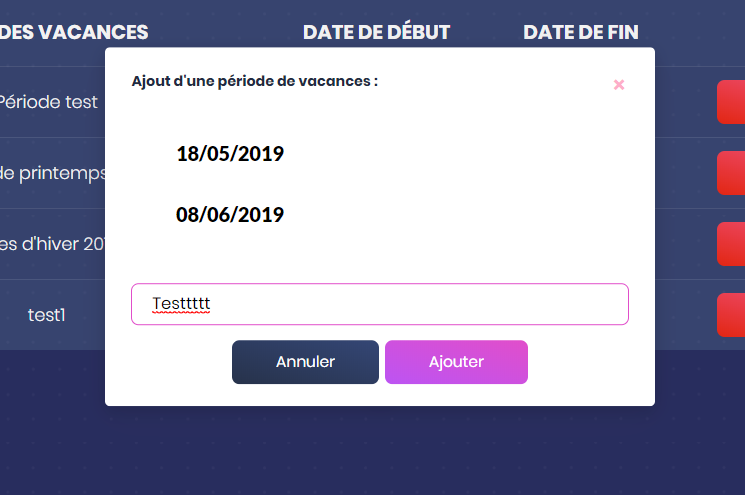 DES VACANCES DATE DE DÉBUT DATE DE FIN
Ajout d'une période de vacances :
Période test
18/05/2019
de printemps
08/06/2019
es d'hiver 20
Testtttt
test1
Annuler Ajouter